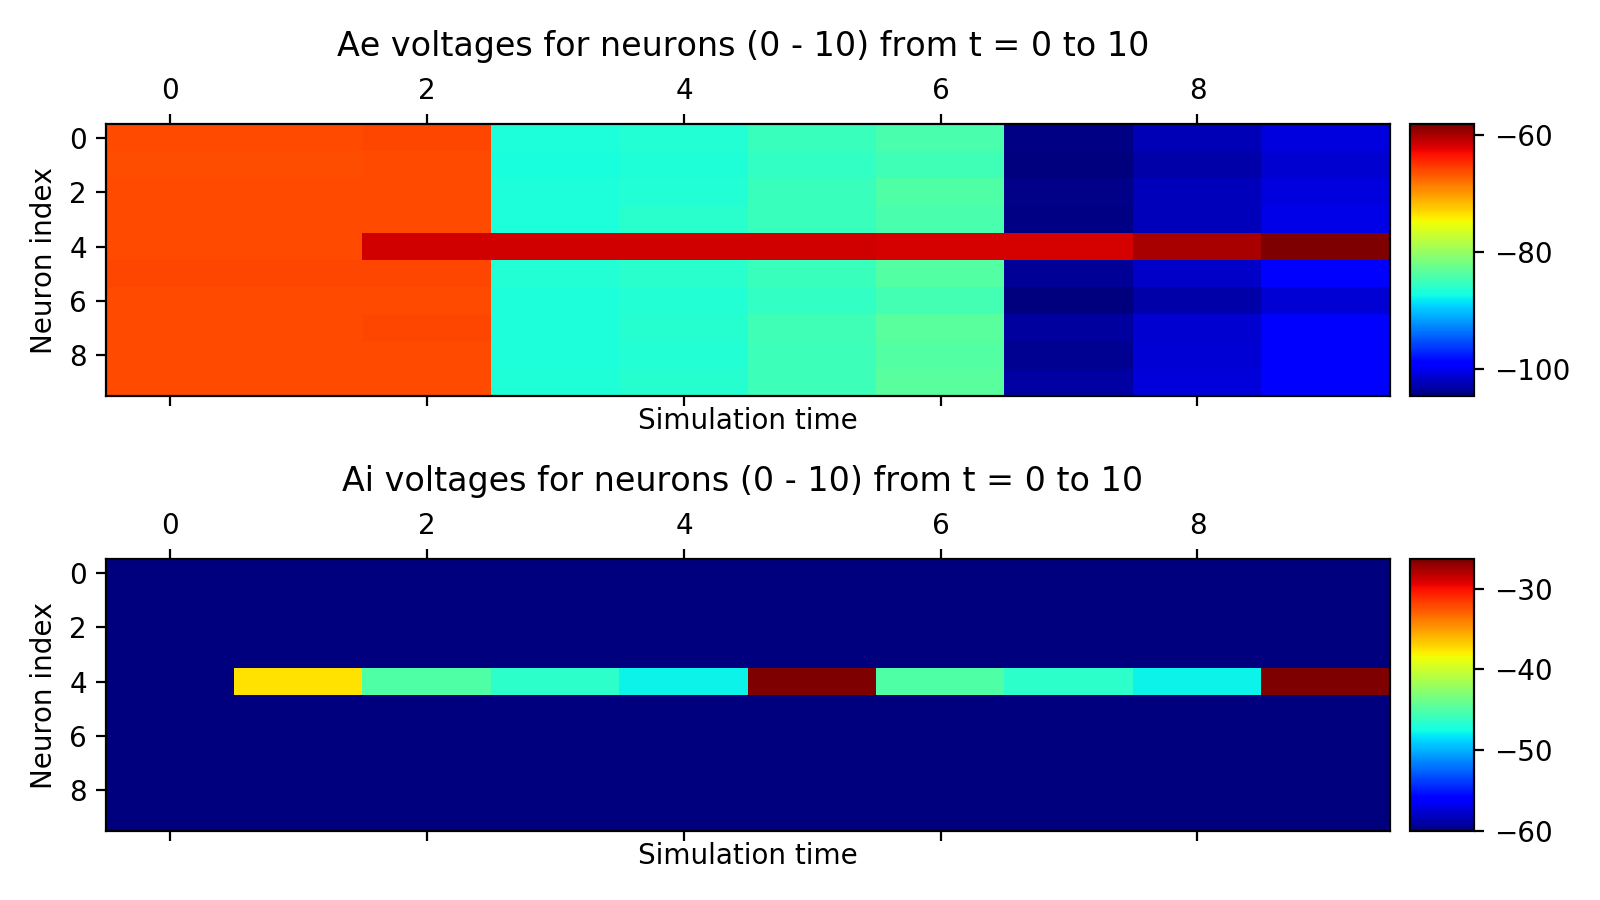 Ae voltages for neurons (0 - 10) from t = 0 to 10
0 2 4 6 8
Neuron index
0
2
4
6
8
−60
−80
−100
Simulation time
Ai voltages for neurons (0 - 10) from t = 0 to 10
0 2 4 6 8
Neuron index
0
2
4
6
8
−30
−40
−50
−60
Simulation time